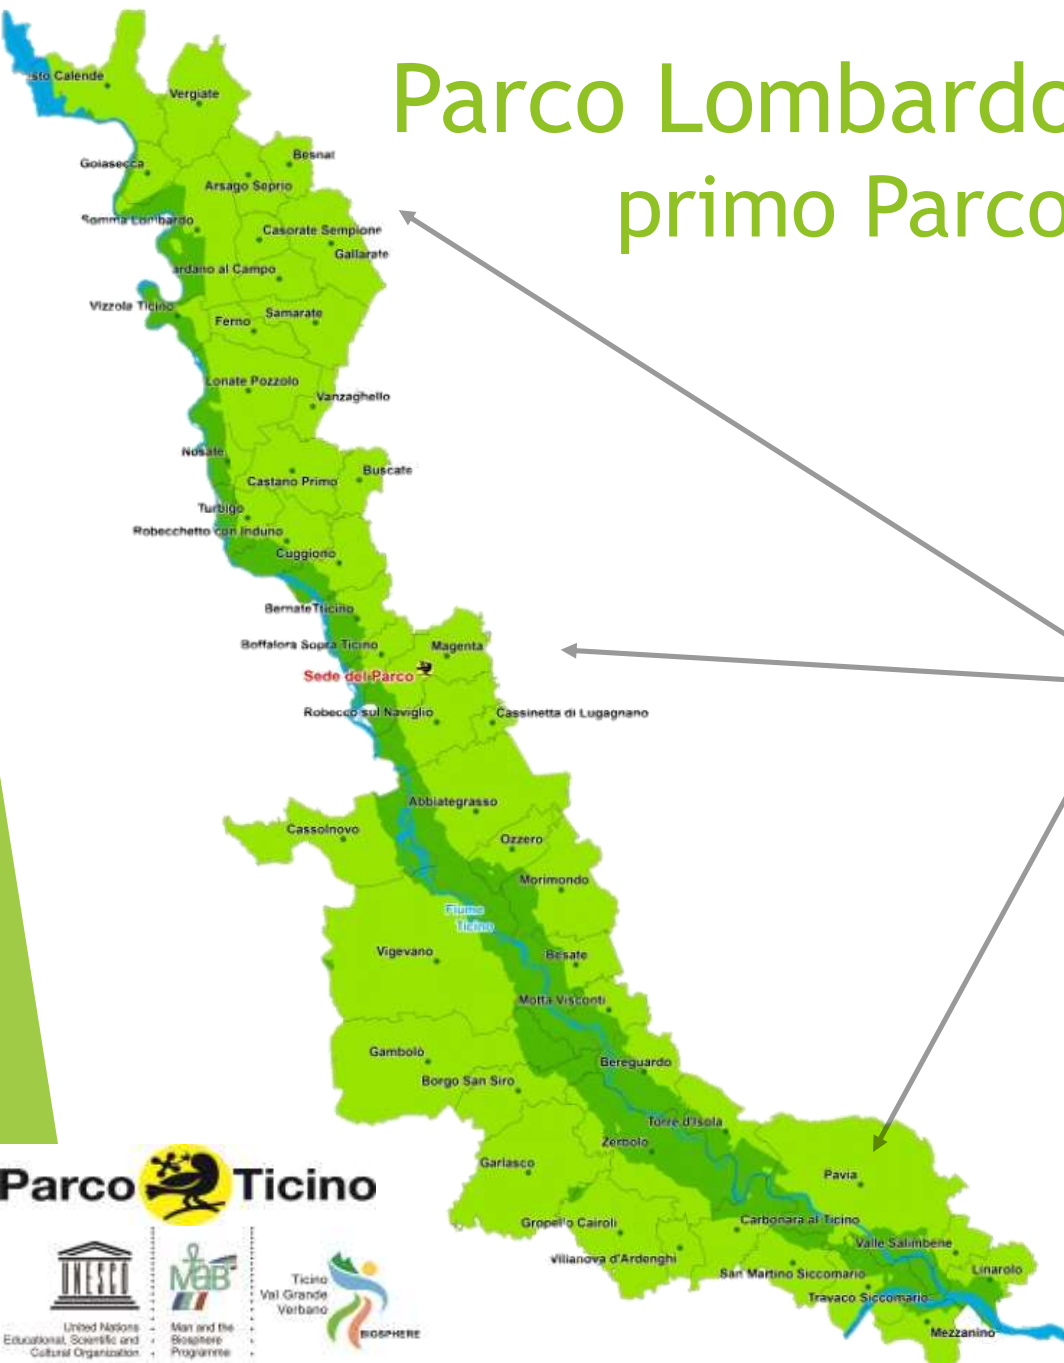 Parco Lombardo
primo Parco
sto Calende
Vergiate
Besnat
Golasecca
Arsago Seprio
Somma Lombardo
Casorate Sempione
Gallarate
ardano al Campo
Vizzola Ticino
Ferno
Samarate
Lonate Pozzolo
Vanzaghello
Nosate
Buscate
Castano Primo
Turbigo
Robecchetto con Induno
Cuggiono
Bernate Tticino
Boffalora Sopra Ticino
Magenta
Sede del Parco
Robecco sul Naviglio
Cassinetta di Lugagnano
Abbiategrasso
Cassolnovo
Ozzero
Morimondo
Fiume
Ticino
Vigevano
Besate
Motta Visconti
Gambolò
Bereguardo
Borgo San Siro
Torre d'Isola
Zerbolo
Garlasco
Pavia
Gropello Cairoli
Carbonara al Ticino
Valle Salimbene
Villanova d'Ardenghi
San Martino Siccomario
Linarolo
Travaco Siccomario
Mezzanino
Parco Ticino
UNESCO
MaB
Ticino
Val Grande
Verbano
BIOSPHERE
United Nations
Educational, Scientific and
Cultural Organization
Man and the
Biosphere
Programme